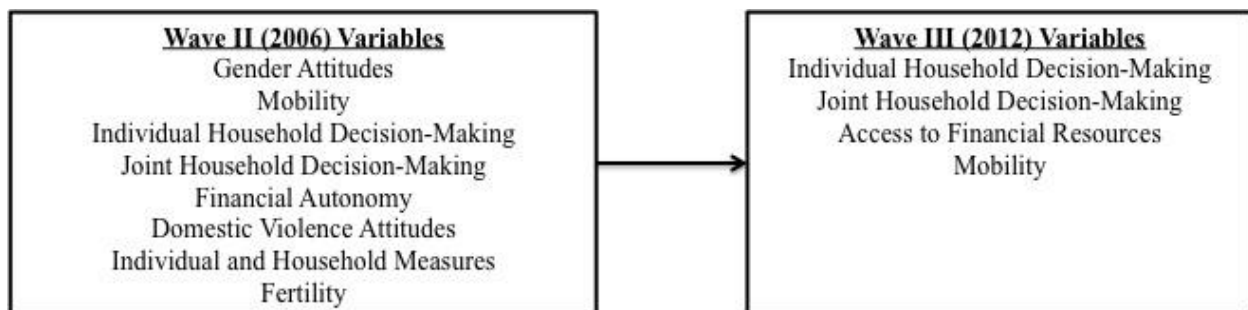 Wave II (2006) Variables
Gender Attitudes
Mobility
Individual Household Decision-Making
Joint Household Decision-Making
Financial Autonomy
Domestic Violence Attitudes
Individual and Household Measures
Fertility
Wave III (2012) Variables
Individual Household Decision-Making
Joint Household Decision-Making
Access to Financial Resources
Mobility